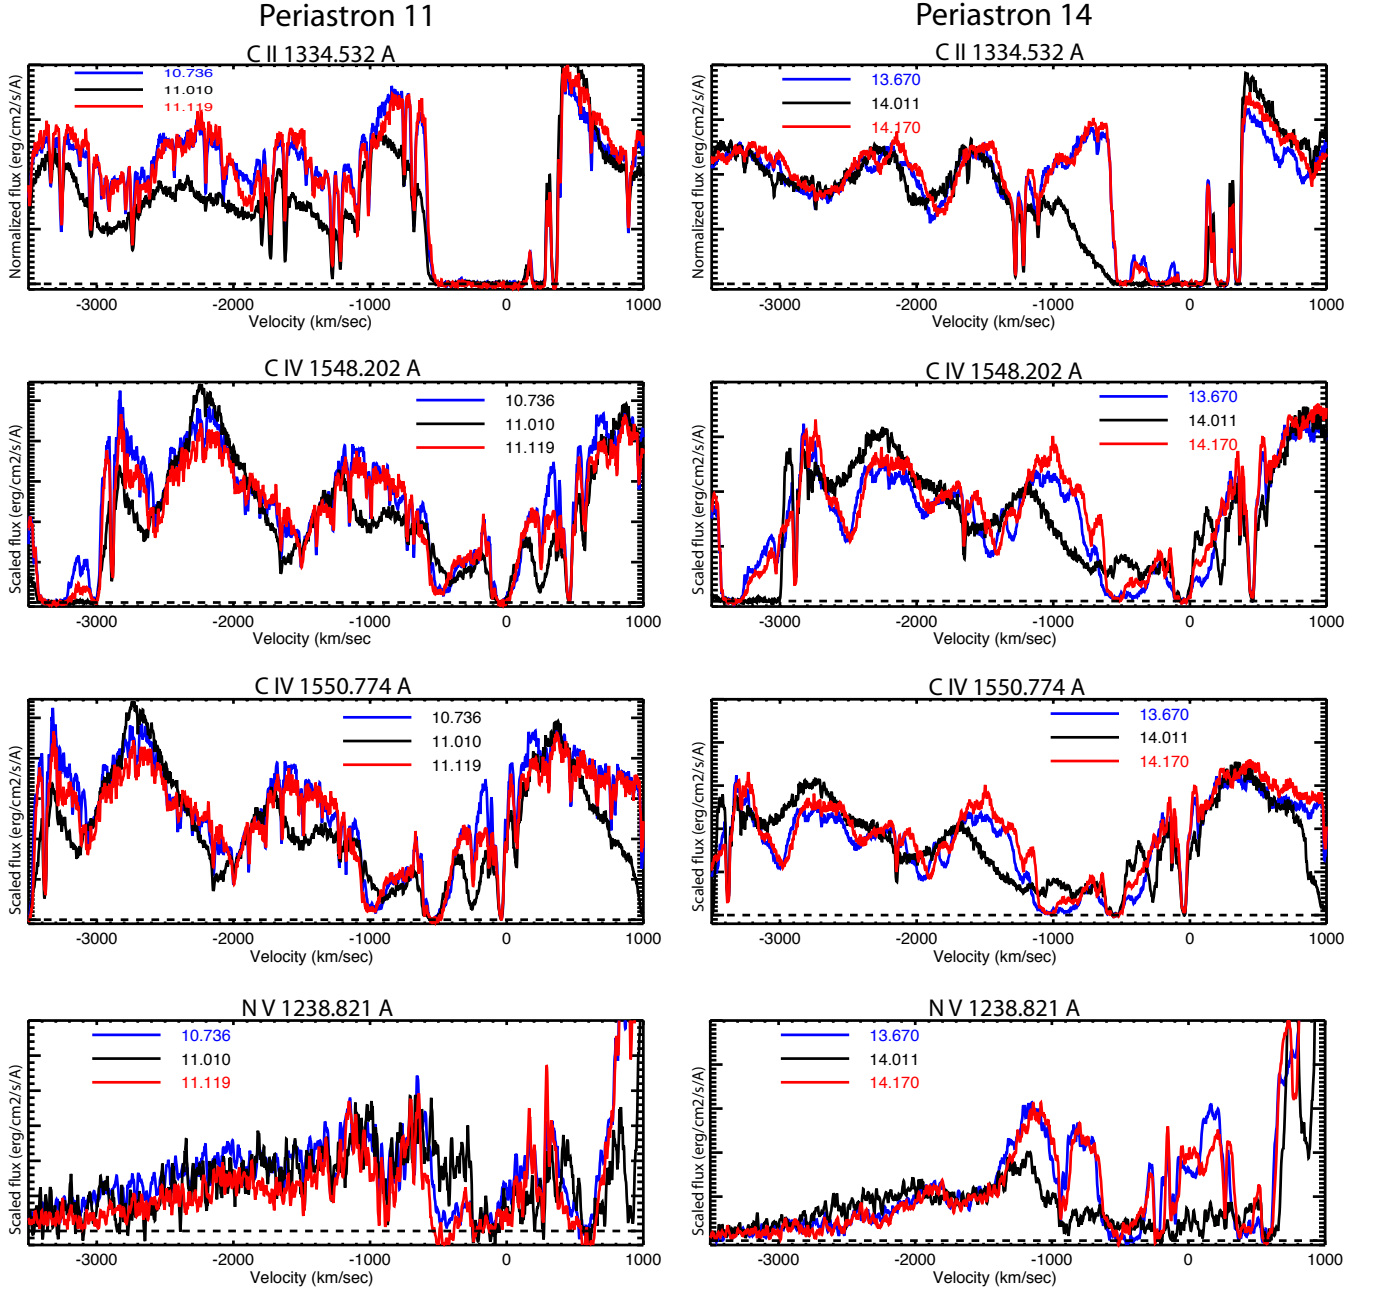 Periastron 11
Periastron 14
C II 1334.532 A
10.736
11.010
11.119
Normalized flux (erg/cm2/s/A)
-3000 -2000 -1000 0 1000
Velocity (km/sec)
C II 1334.532 A
13.670
14.011
14.170
Normalized flux (erg/cm2/s/A)
-3000 -2000 -1000 0 1000
Velocity (km/sec)
C IV 1548.202 A
10.736
11.010
11.119
Scaled flux (erg/cm2/s/A)
-3000 -2000 -1000 0 1000
Velocity (km/sec
C IV 1548.202 A
13.670
14.011
14.170
Scaled flux (erg/cm2/s/A)
-3000 -2000 -1000 0 1000
Velocity (km/sec)
C IV 1550.774 A
10.736
11.010
11.119
Scaled flux (erg/cm2/s/A)
-3000 -2000 -1000 0 1000
Velocity (km/sec)
C IV 1550.774 A
13.670
14.011
14.170
Scaled flux (erg/cm2/s/A)
-3000 -2000 -1000 0 1000
Velocity (km/sec)
N V 1238.821 A
10.736
11.010
11.119
Scaled flux (erg/cm2/s/A)
-3000 -2000 -1000 0 1000
Velocity (km/sec)
N V 1238.821 A
13.670
14.011
14.170
Scaled flux (erg/cm2/s/A)
-3000 -2000 -1000 0 1000
Velocity (km/sec)